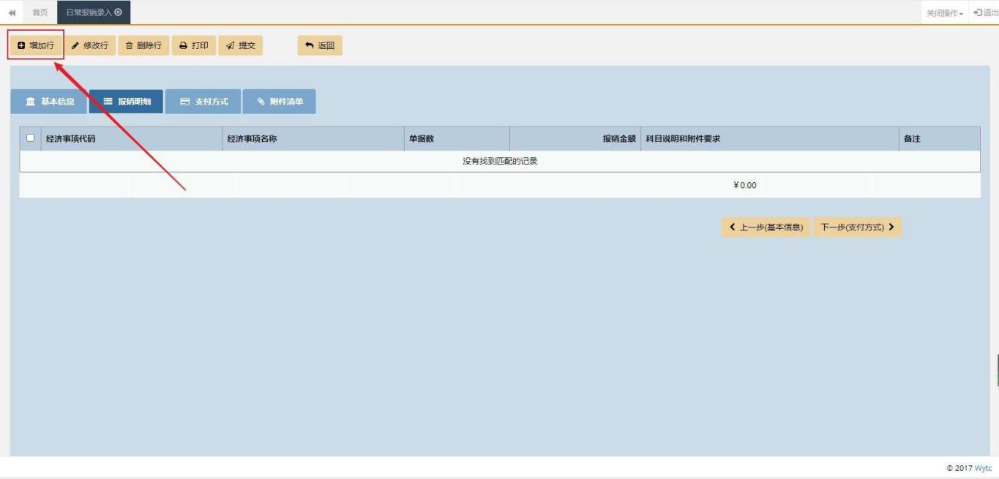 首页 日常报销录入 关闭操作 退出
增加行 修改行 删除行 打印 提交 返回
基本信息 报销明细 支付方式 附件清单
经济事项代码 经济事项名称 单据数 报销金额 科目说明和附件要求 备注
没有找到匹配的记录
¥0.00
上一步(基本信息) 下一步(支付方式)
© 2017 Wytc